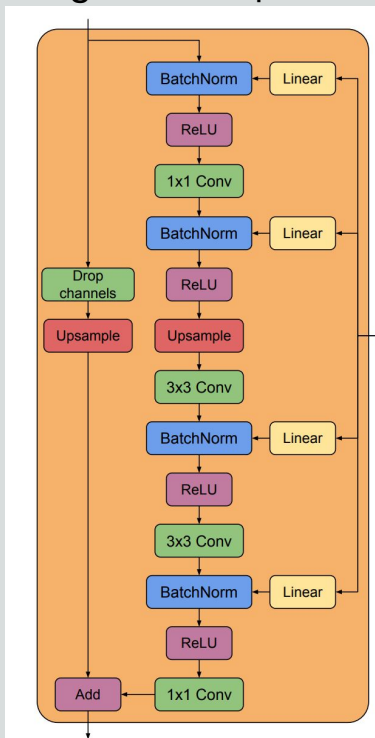 BatchNorm
Linear
ReLU
1x1 Conv
BatchNorm
Linear
Drop
channels
ReLU
Upsample
Upsample
3x3 Conv
BatchNorm
Linear
ReLU
3x3 Conv
BatchNorm
Linear
ReLU
Add
1x1 Conv